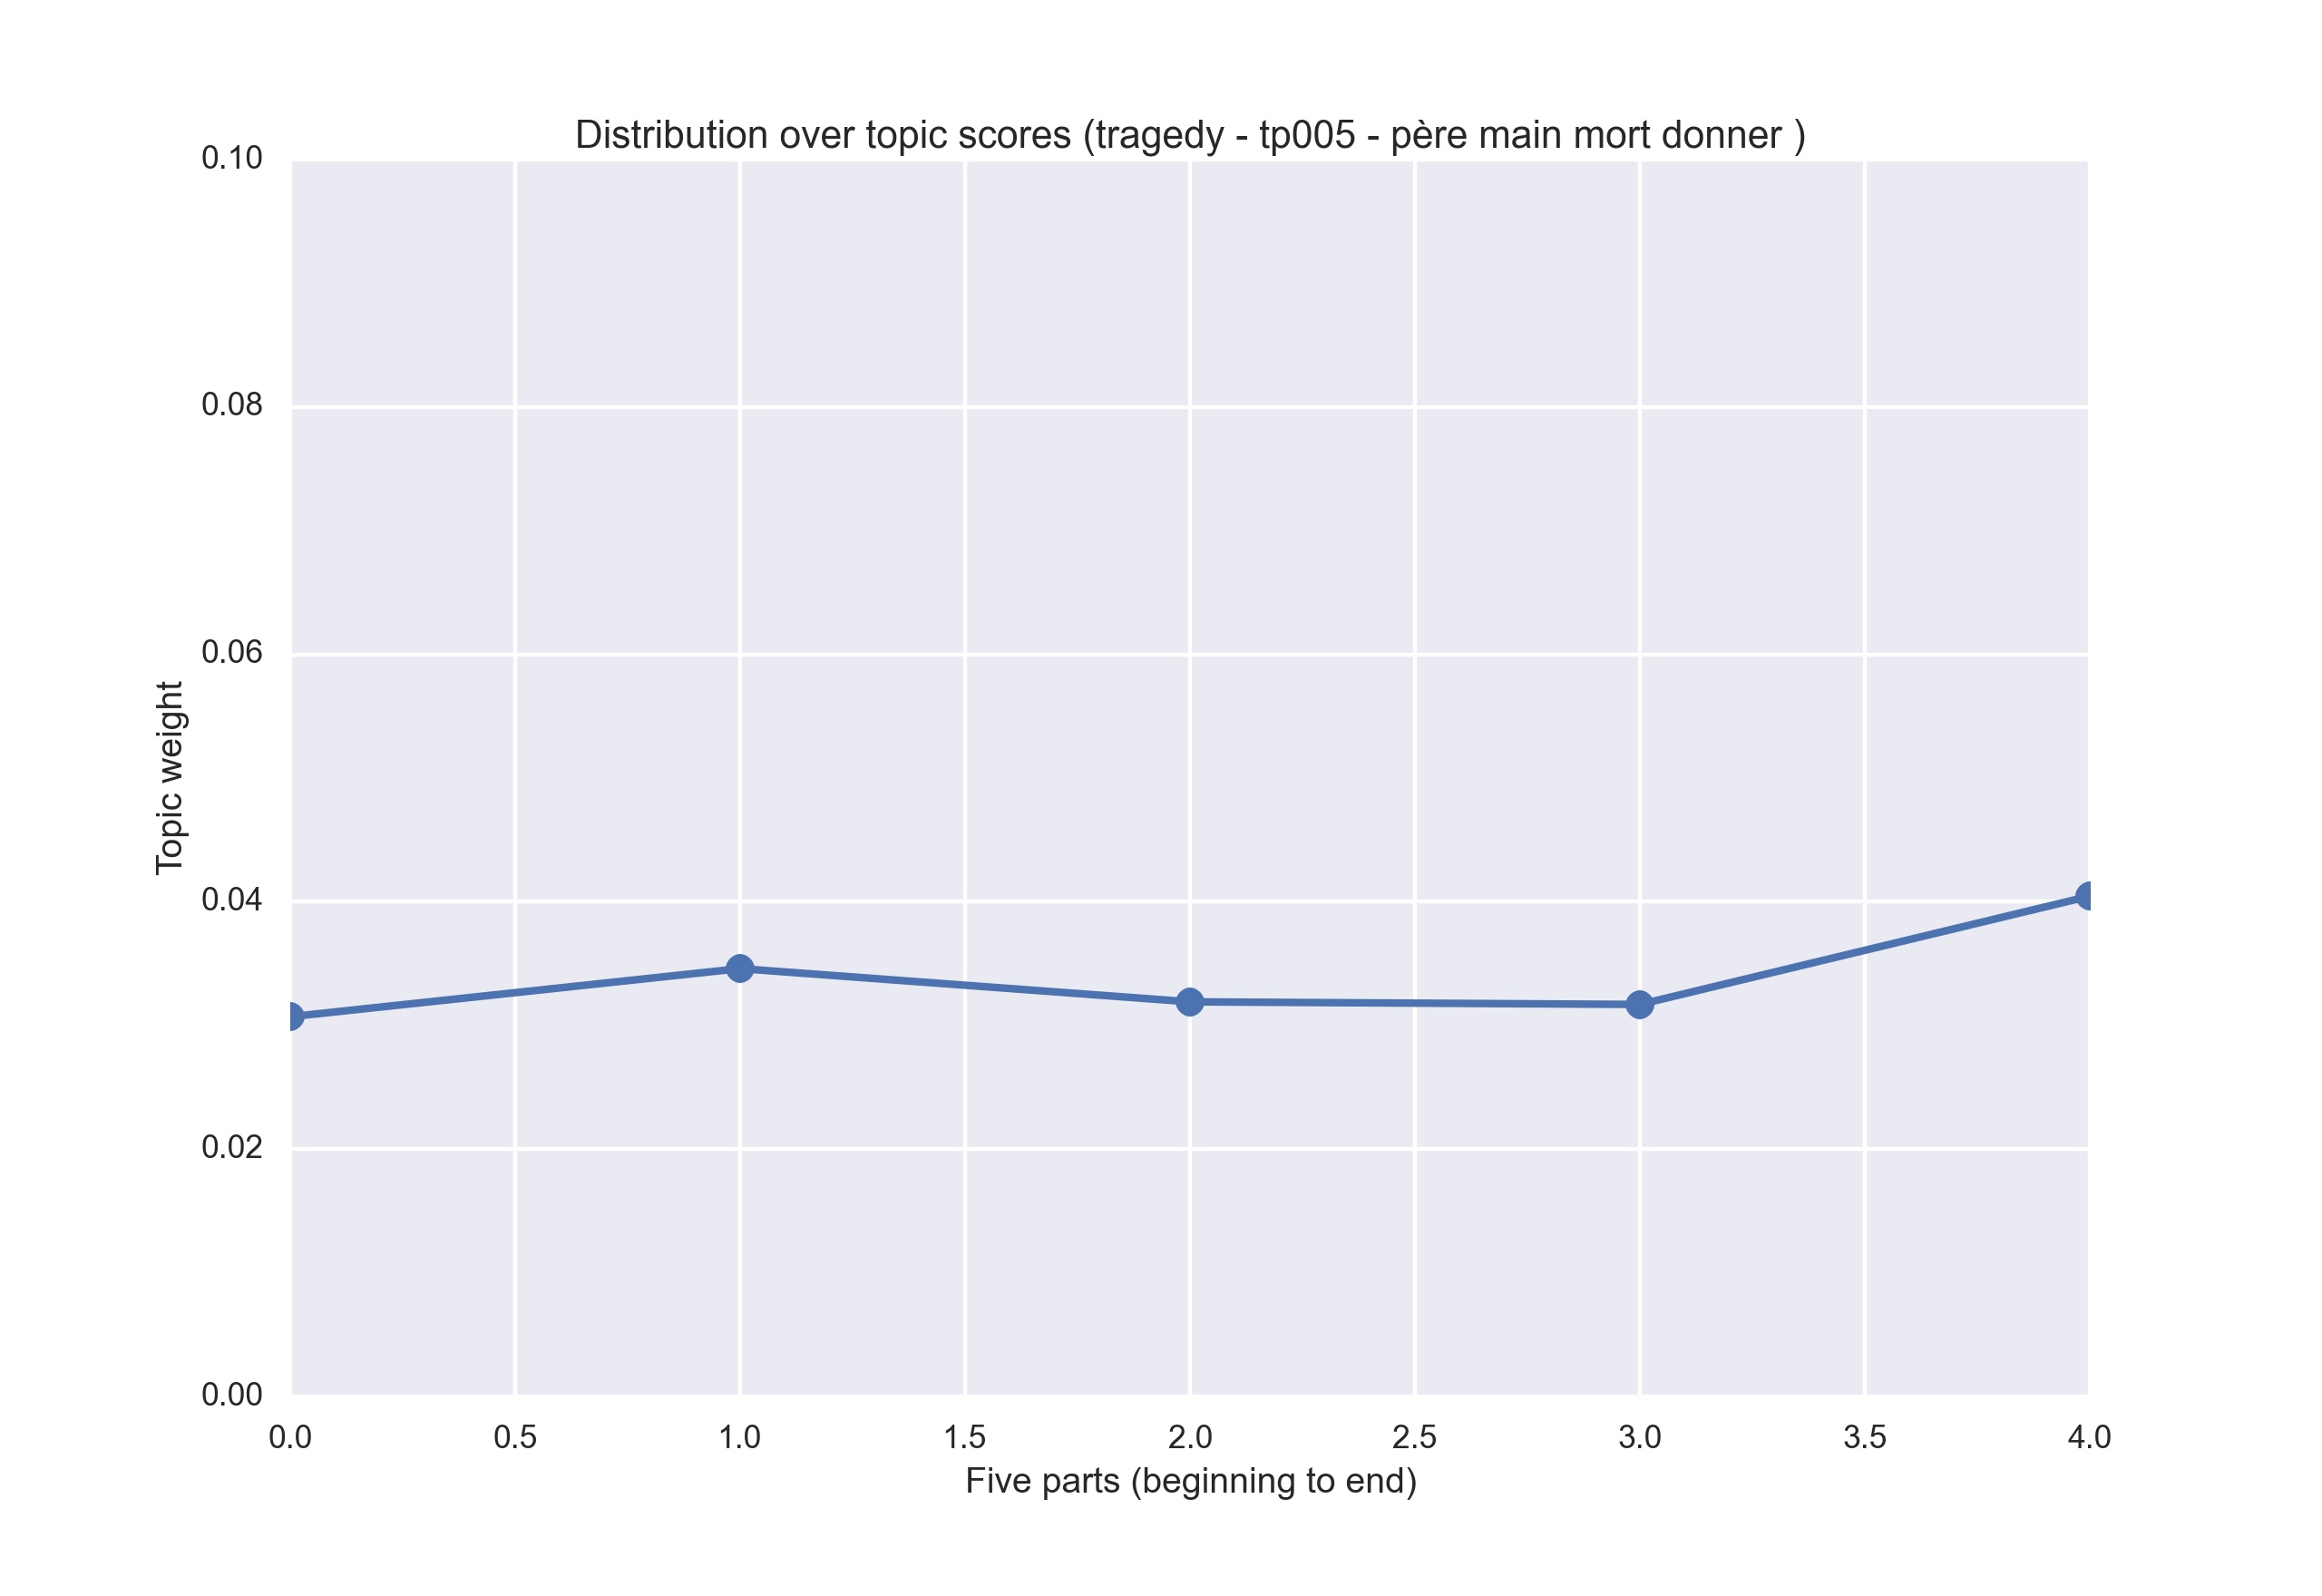 Distribution over topic scores (tragedy - tp005 - père main mort donner )
0.10
0.08
0.06
0.04
0.02
0.00
Topic weight
0.0 0.5 1.0 1.5 2.0 2.5 3.0 3.5 4.0
Five parts (beginning to end)